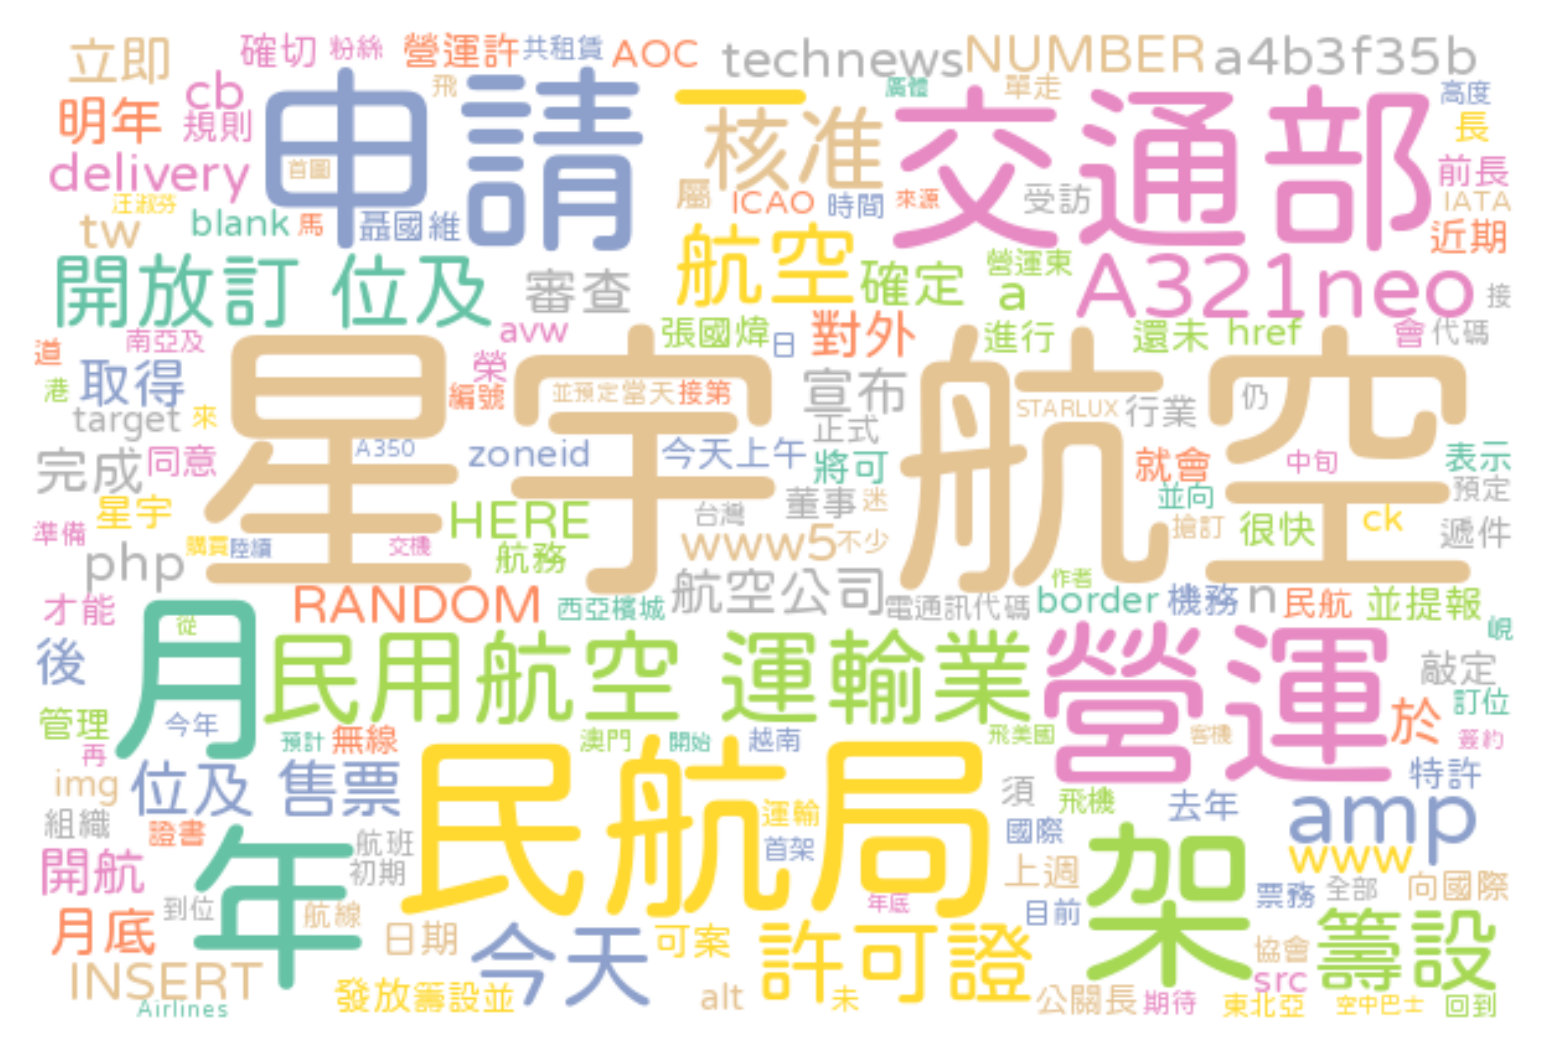 立即 確切 粉絲 營運許 共租賃 AOC technews NUMBER a4b3f35b
明年 cb 規則 飛 申請 一 核准 廣體 單走 交通部 高度 長
delivery 首圖 屬 ICAO 時間 來源 受訪 前長 IATA
汪淑芬 tw blank 馬 聶國維 近期
開放訂 位及 審查 航空 確定 營運東 a A321neo 接
道 南亞及 avw 張國煒 日 對外 進行 還未 href 會 代碼
港 取得 榮 星宇航空 編號 並預定 當天 接第 宣布 STARLUX 行業 仍
target 來 正式
完成 同意 A350 zoneid 今天上午 將可 就會 中旬 表示
星宇 HERE 台灣 董事 迷 並向 預定
準備 php 購買 陸續 交機 航務 www5 不少 搶訂 很快 ck 遞件
才能 RANDOM 西亞檳城 航空公司 電通訊代碼 作者 border 機務 n 民航 並提報
後 月 從 民用航空 運輸業 營運 峴 敲定
管理 今年 預計 無線 澳門 開始 越南 飛美國 客機 於 訂位 簽約
再 img 位及 售票 民航局 須 飛機 去年 特許
組織 證書 航班 運輸 首架 國際 架 amp www
開航 年 初期 上週 票務 全部 向國際
月底 到位 航線 日期 今天 可案 年底 許可證 目前 協會 籌設
INSERT Airlines 發放籌設並 alt 未 公關長 期待 src 東北亞 空中巴士 回到